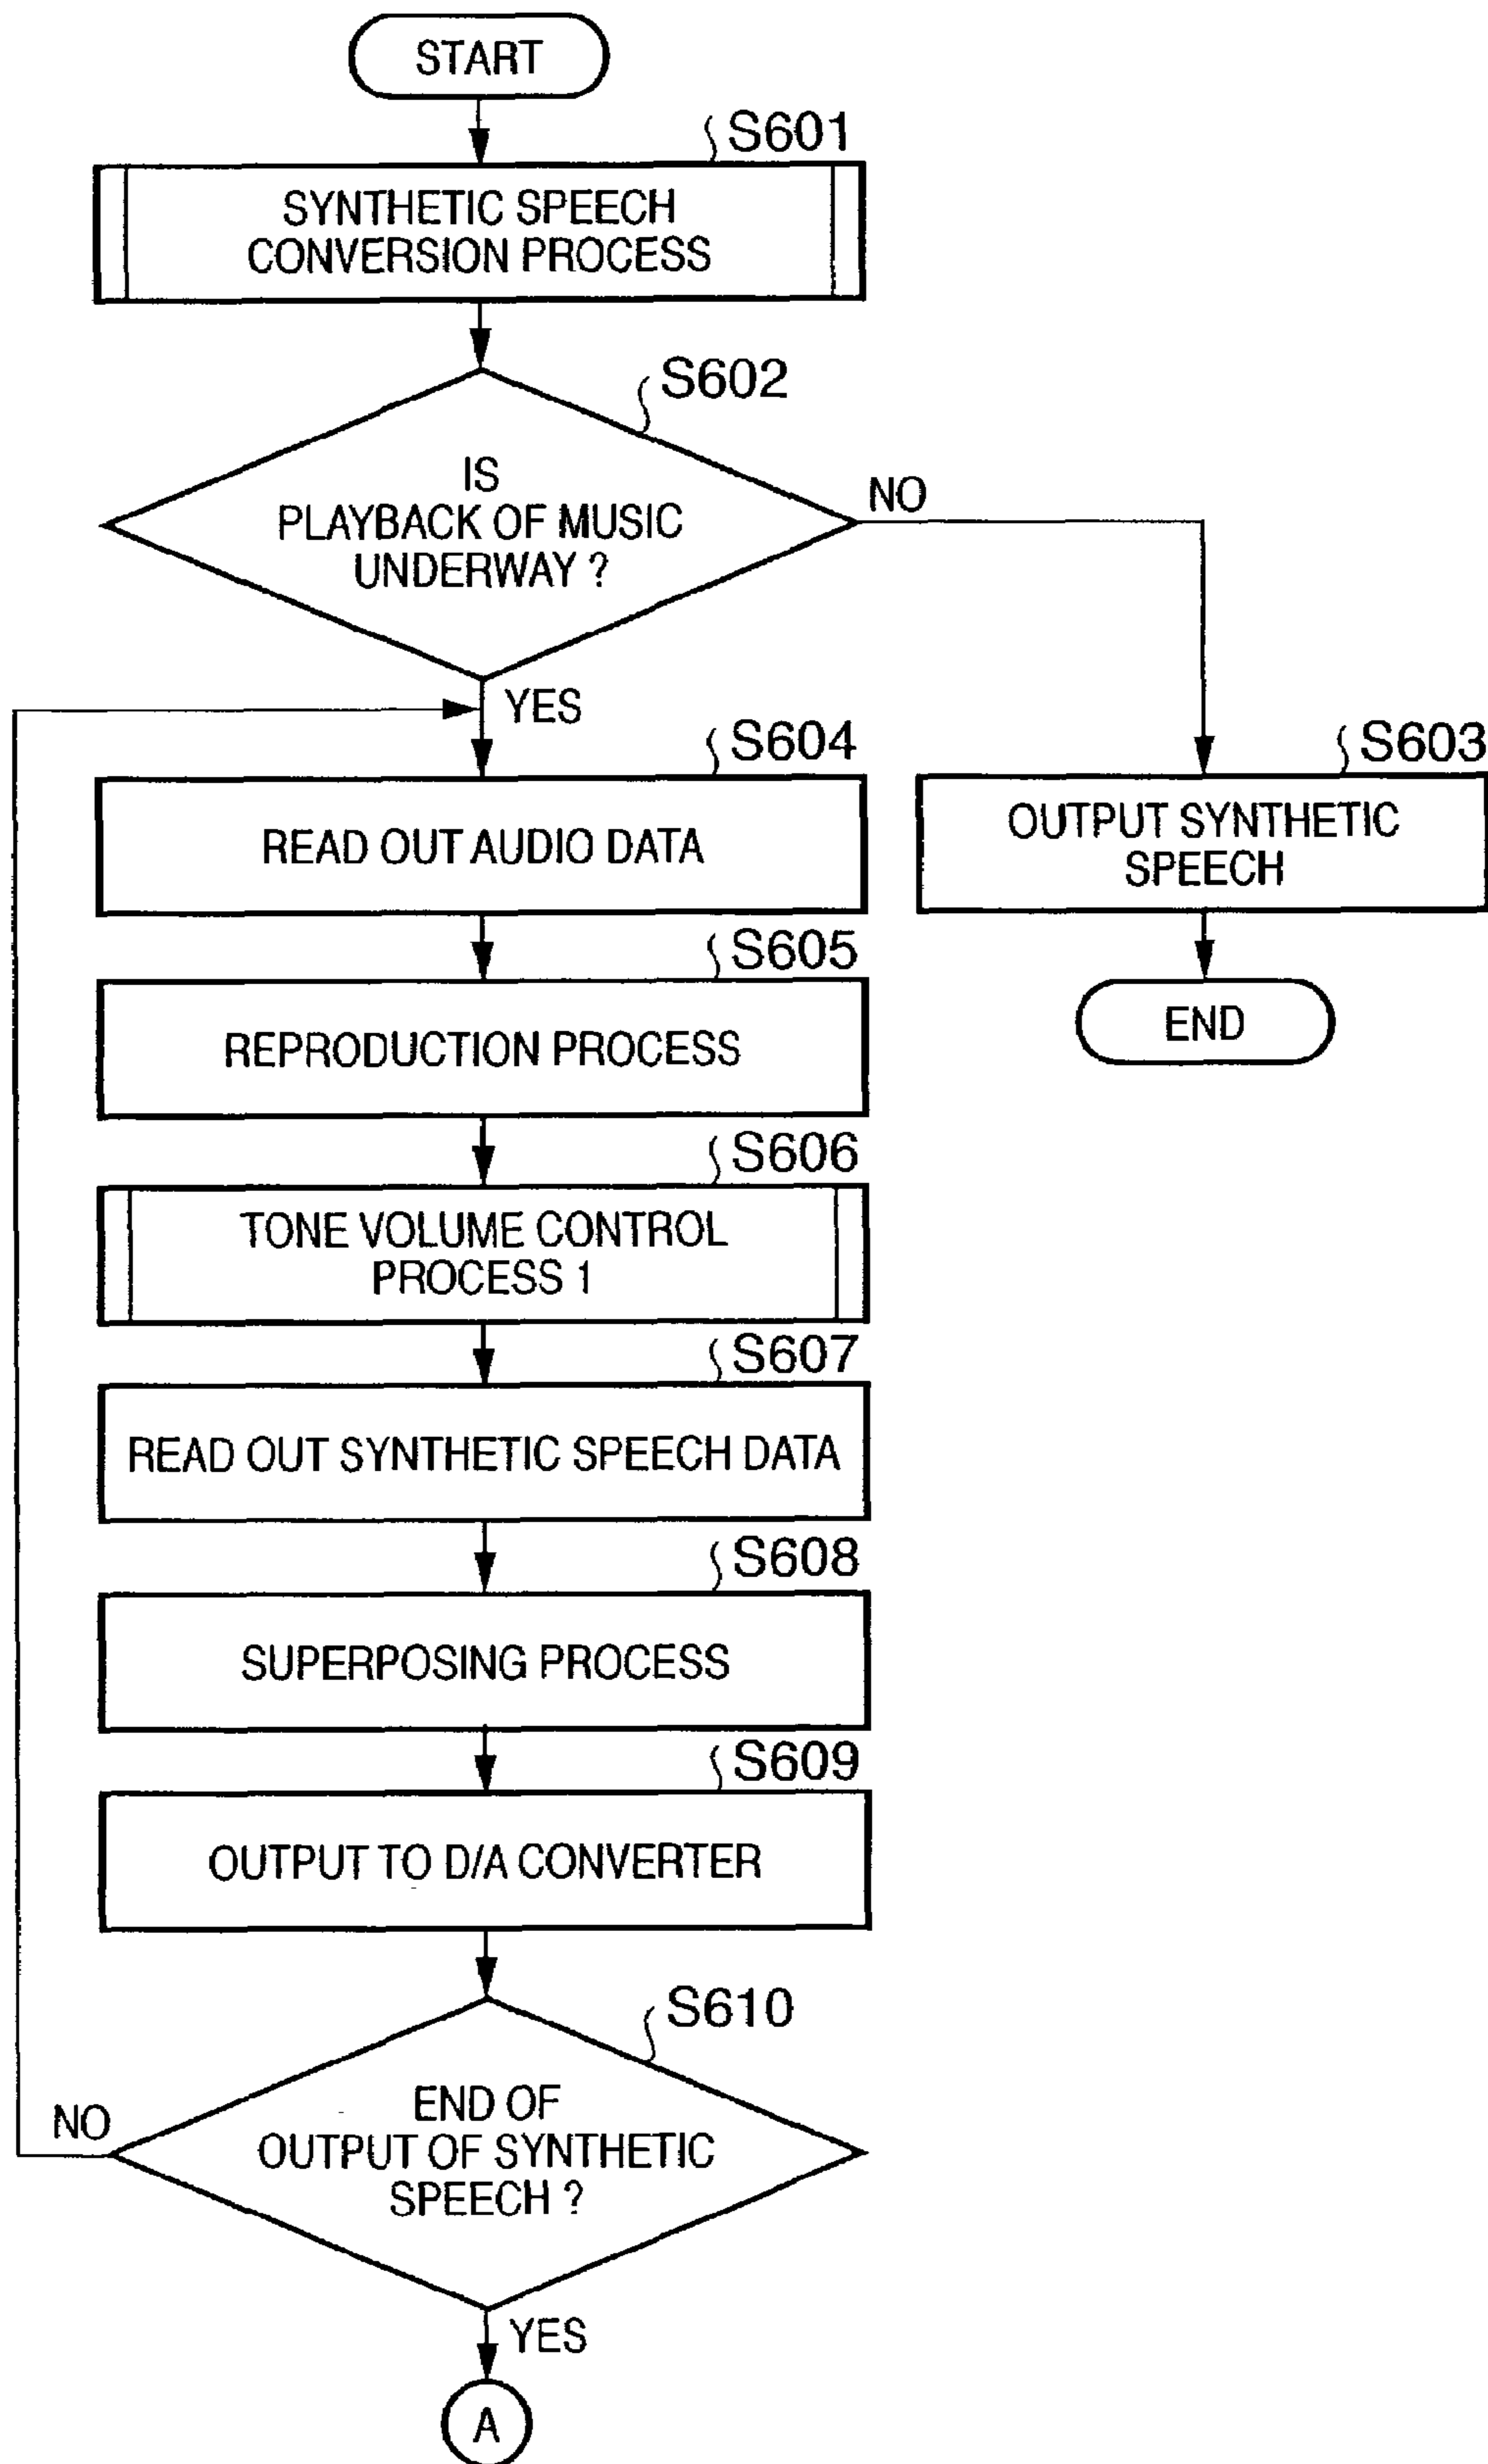 START
S601
SYNTHETIC SPEECH
CONVERSION PROCESS
S602
IS
PLAYBACK OF MUSIC
UNDERWAY ?
NO
YES
S604
READ OUT AUDIO DATA
S603
OUTPUT SYNTHETIC
SPEECH
END
S605
REPRODUCTION PROCESS
S606
TONE VOLUME CONTROL
PROCESS 1
S607
READ OUT SYNTHETIC SPEECH DATA
S608
SUPERPOSING PROCESS
S609
OUTPUT TO D/A CONVERTER
S610
END OF
OUTPUT OF SYNTHETIC
SPEECH ?
NO
YES
A